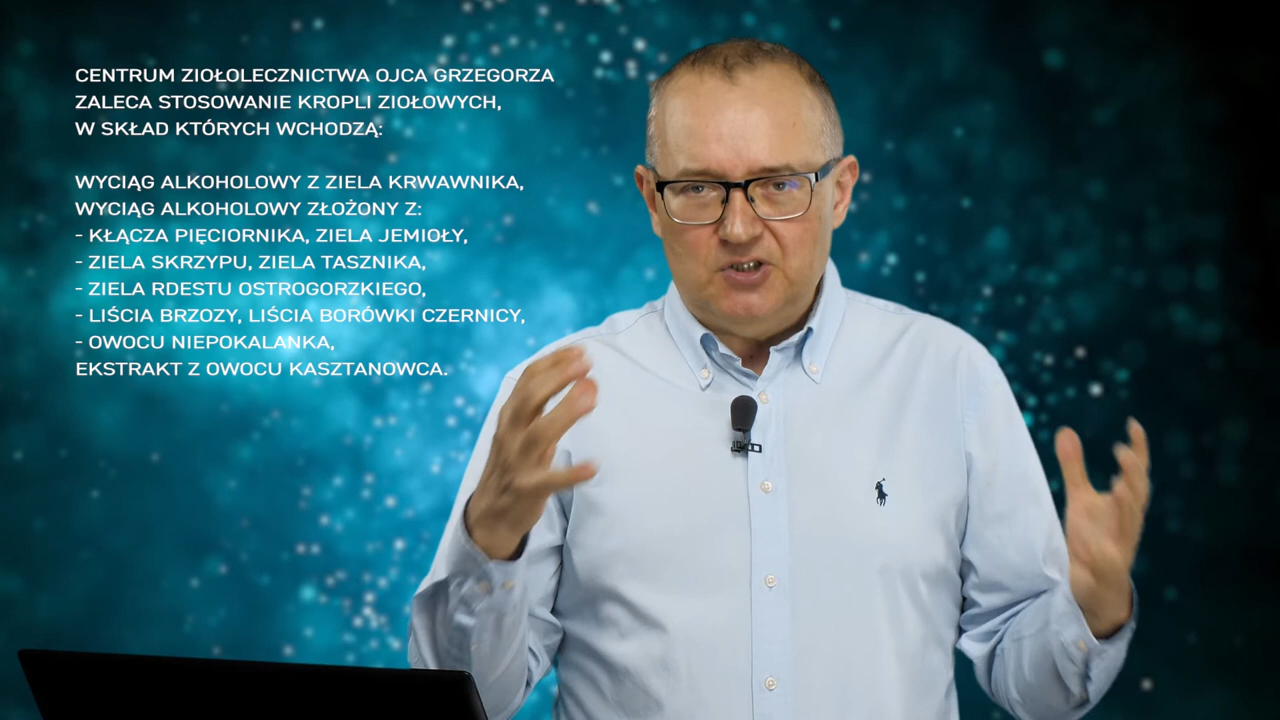 CENTRUM ZIOŁOLECZNICTWA OJCA GRZEGORZA
ZALECA STOSOWANIE KROPLI ZIOŁOWYCH,
W SKŁAD KTÓRYCH WCHODZĄ:
WYCIĄG ALKOHOLOWY Z ZIELA KRWAWNIKA,
WYCIĄG ALKOHOLOWY ZŁOŻONY Z:
- KŁĄCZA PIĘCIORNIKA, ZIELA JEMIOŁY,
- ZIELA SKRZYPU, ZIELA TASZNIKA,
- ZIELA RDESTU OSTROGORZKIEGO,
- LIŚCIA BRZOZY, LIŚCIA BORÓWKI CZERNICY,
- OWOCU NIEPOKALANKA,
EKSTRAKT Z OWOCU KASZTANOWCA.